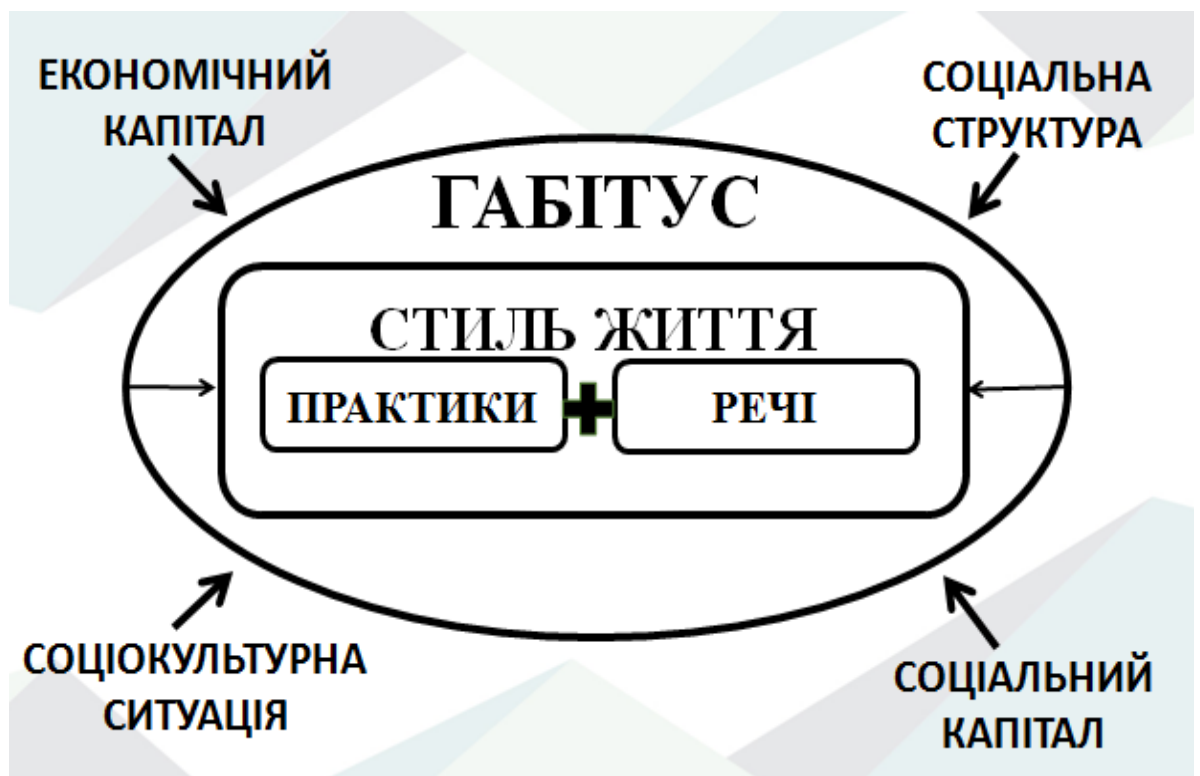 ЕКОНОМІЧНИЙ
КАПІТАЛ
СОЦІАЛЬНА
СТРУКТУРА
ГАБІТУС
СТИЛЬ ЖИТТЯ
ПРАКТИКИ
РЕЧІ
СОЦІОКУЛЬТУРНА
СИТУАЦІЯ
СОЦІАЛЬНИЙ
КАПІТАЛ